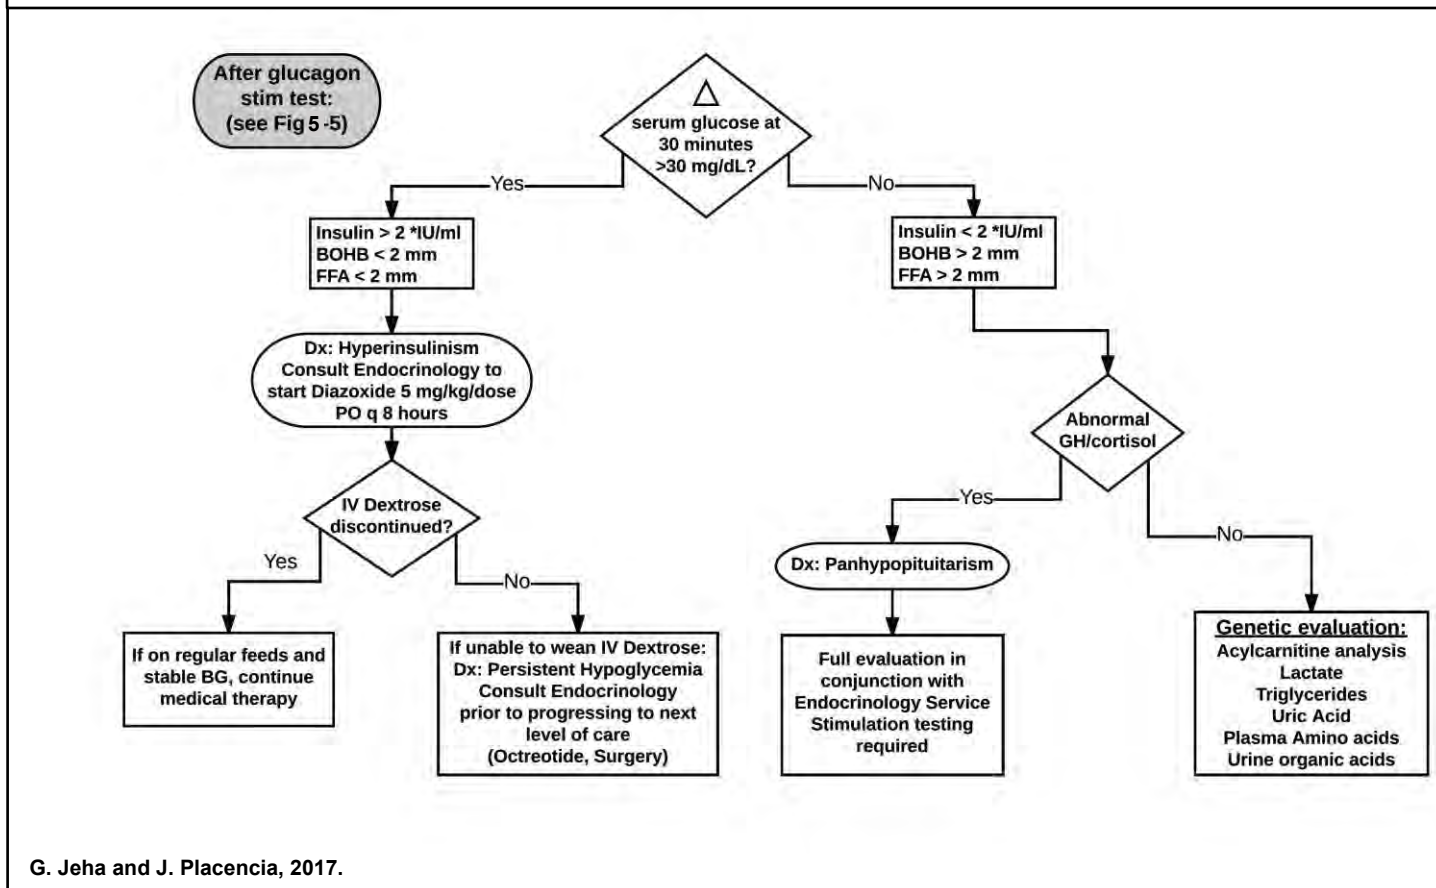 After glucagon
stim test:
(see Fig 5-5)
△
serum glucose at
30 minutes
>30 mg/dL?
Yes
No
Insulin > 2 *IU/ml
BOHB < 2 mm
FFA < 2 mm
Insulin < 2 *IU/ml
BOHB > 2 mm
FFA > 2 mm
Dx: Hyperinsulinism
Consult Endocrinology to
start Diazoxide 5 mg/kg/dose
PO q 8 hours
Abnormal
GH/cortisol
IV Dextrose
discontinued?
Yes
No
Yes
No
Dx: Panhypopituitarism
If on regular feeds and
stable BG, continue
medical therapy
If unable to wean IV Dextrose:
Dx: Persistent Hypoglycemia
Consult Endocrinology
prior to progressing to next
level of care
(Octreotide, Surgery)
Full evaluation in
conjunction with
Endocrinology Service
Stimulation testing
required
Genetic evaluation:
Acylcarnitine analysis
Lactate
Triglycerides
Uric Acid
Plasma Amino acids
Urine organic acids
G. Jeha and J. Placencia, 2017.